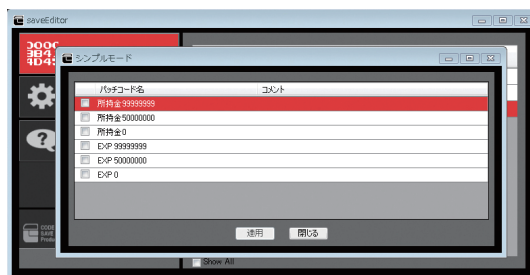 saveEditor
シンプルモード
パッチコード名 コメント
所持金99999999
所持金50000000
所持金0
EXP 99999999
EXP 50000000
EXP 0
適用 閉じる
CODE
SAVE
Show All